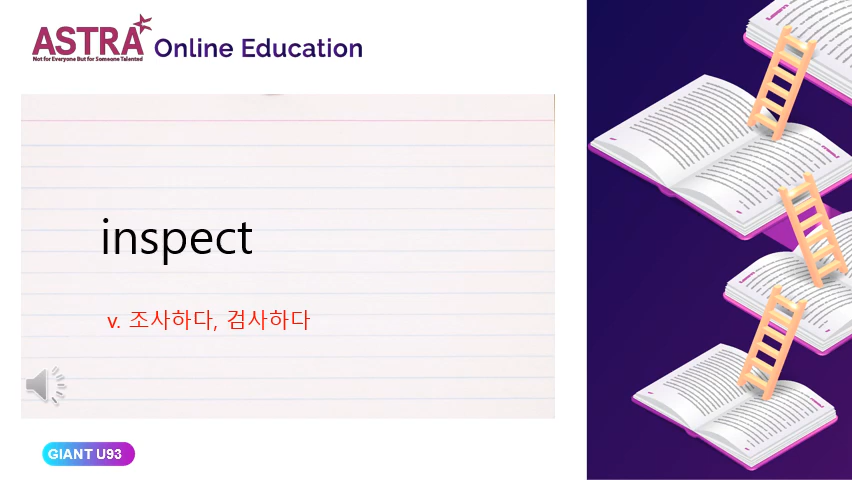 ASTRA Online Education
Not for Everyone But for Someone Talented
inspect
v. 조사하다, 검사하다
GIANT U93